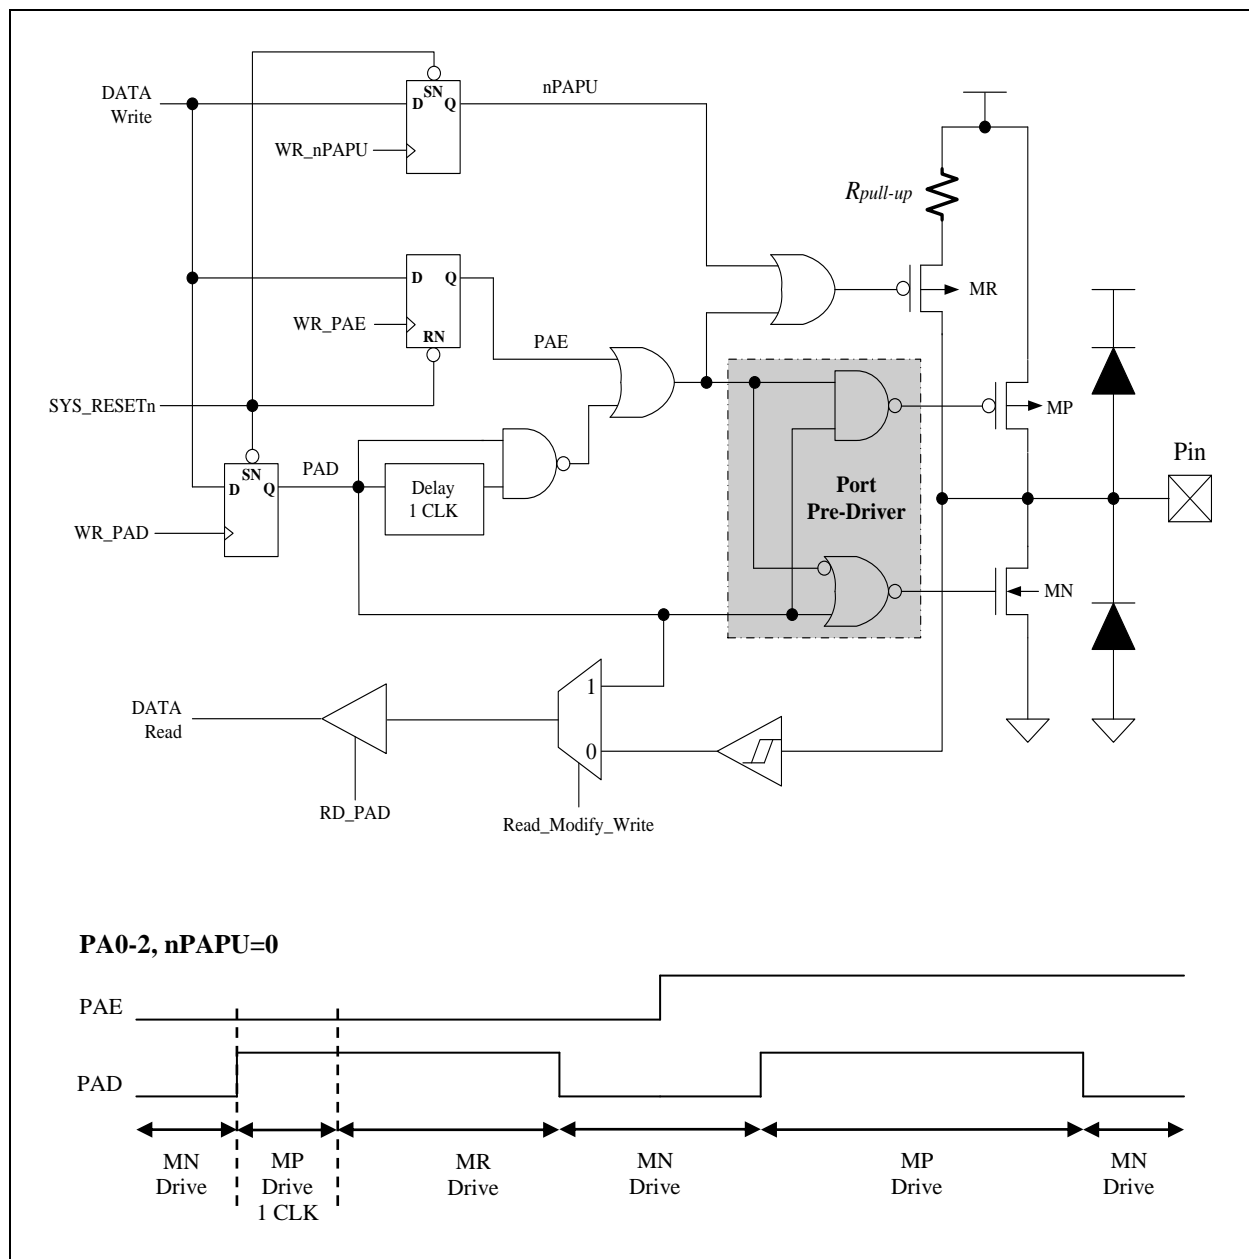 DATA
Write
SN
D Q
WR_nPAPU
nPAPU
Rpull-up
D Q
WR_PAE
RN
PAE
MR
MP
SYS_RESETn
SN
D Q
PAD
WR_PAD
Delay
1 CLK
Port
Pre-Driver
Pin
MN
DATA
Read
1
0
RD_PAD
Read_Modify_Write
PA0-2, nPAPU=0
PAE
PAD
MN
Drive
MP
Drive
1 CLK
MR
Drive
MN
Drive
MP
Drive
MN
Drive